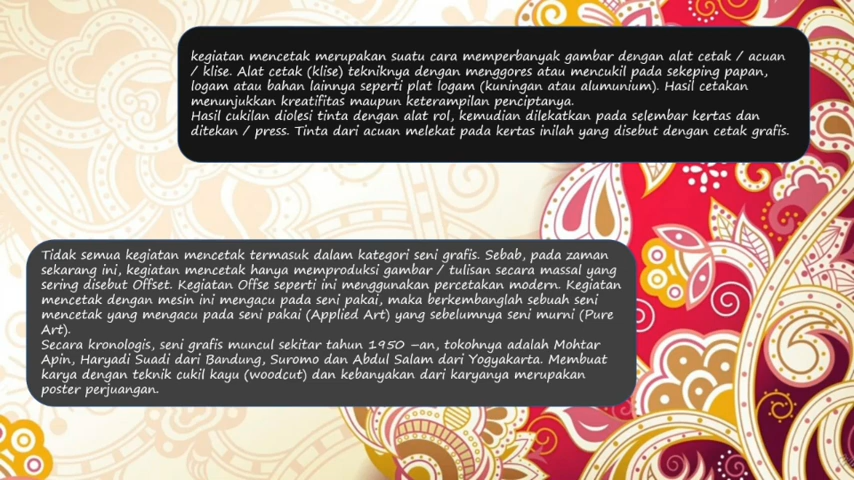 kegiatan mencetak merupakan suatu cara memperbanyak gambar dengan alat cetak / acuan
/ klise. Alat cetak (klise) tekniknya dengan menggores atau mencukil pada sekeping papan,
logam atau bahan lainnya seperti plat logam (kuningan atau alumunium). Hasil cetakan
menunjukkan kreatifitas maupun keterampilan penciptanya.
Hasil cukilan diolesi tinta dengan alat rol, kemudian dilekatkan pada selembar kertas dan
ditekan / press. Tinta dari acuan melekat pada kertas inilah yang disebut dengan cetak grafis.
Tidak semua kegiatan mencetak termasuk dalam kategori seni grafis. Sebab, pada zaman
sekarang ini, kegiatan mencetak hanya memproduksi gambar / tulisan secara massal yang
sering disebut Offset. Kegiatan Offse seperti ini menggunakan percetakan modern. Kegiatan
mencetak dengan mesin ini mengacu pada seni pakai, maka berkembanglah sebuah seni
mencetak yang mengacu pada seni pakai (Applied Art) yang sebelumnya seni murni (Pure
Art).
Secara kronologis, seni grafis muncul sekitar tahun 1950 –an, tokohnya adalah Mohtar
Apin, Haryadi Suadi dari Bandung, Suromo dan Abdul Salam dari Yogyakarta. Membuat
karya dengan teknik cukil kayu (woodcut) dan kebanyakan dari karyanya merupakan
poster perjuangan.